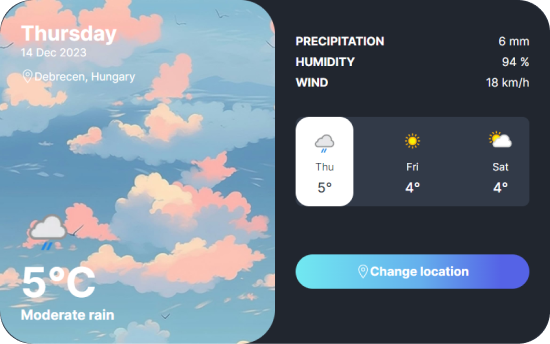 Thursday
14 Dec 2023
Debrecen, Hungary
5°C
Moderate rain
PRECIPITATION 6 mm
HUMIDITY 94 %
WIND 18 km/h
Thu Fri Sat
5° 4° 4°
Change location